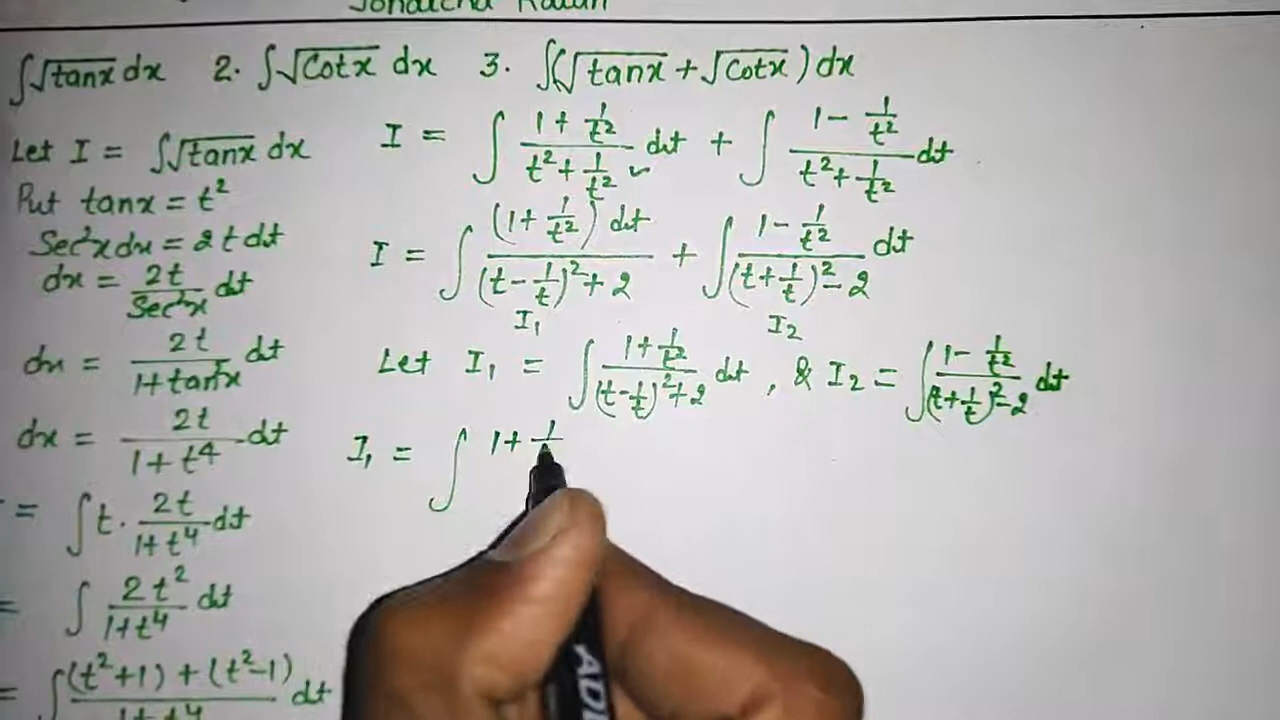 ∫√tanx dx 2. ∫√Cotx dx 3. ∫(√tanx + √Cotx) dx
Let I = ∫√tanx dx
Put tanx = t²
Sec²x dx = 2t dt
dx = 2t/Sec²x dt
dx = 2t/1+tan²x dt
dx = 2t/1+t⁴ dt
= ∫t· 2t/1+t⁴ dt
= ∫ 2t²/1+t⁴ dt
= ∫ (t²+1) + (t²-1)/1+t⁴ dt
I = ∫ 1+1/t² / t²+1/t² dt + ∫ 1-1/t² / t²+1/t² dt
I = ∫ (1+1/t²) dt / (t-1/t)²+2 + ∫ 1-1/t² / (t+1/t)²-2 dt
I₁ I₂
Let I₁ = ∫ 1+1/t² / (t-1/t)²+2 dt , & I₂ = ∫ 1-1/t² / (t+1/t)²-2 dt
I₁ = ∫ 1+1/